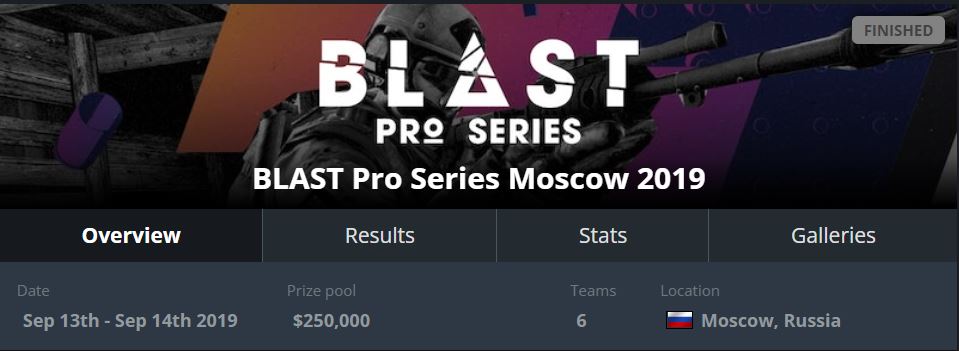 FINISHED
BLAST
PRO SERIES
BLAST Pro Series Moscow 2019
Overview Results Stats Galleries
Date Prize pool Teams Location
Sep 13th - Sep 14th 2019 $250,000 6 Moscow, Russia